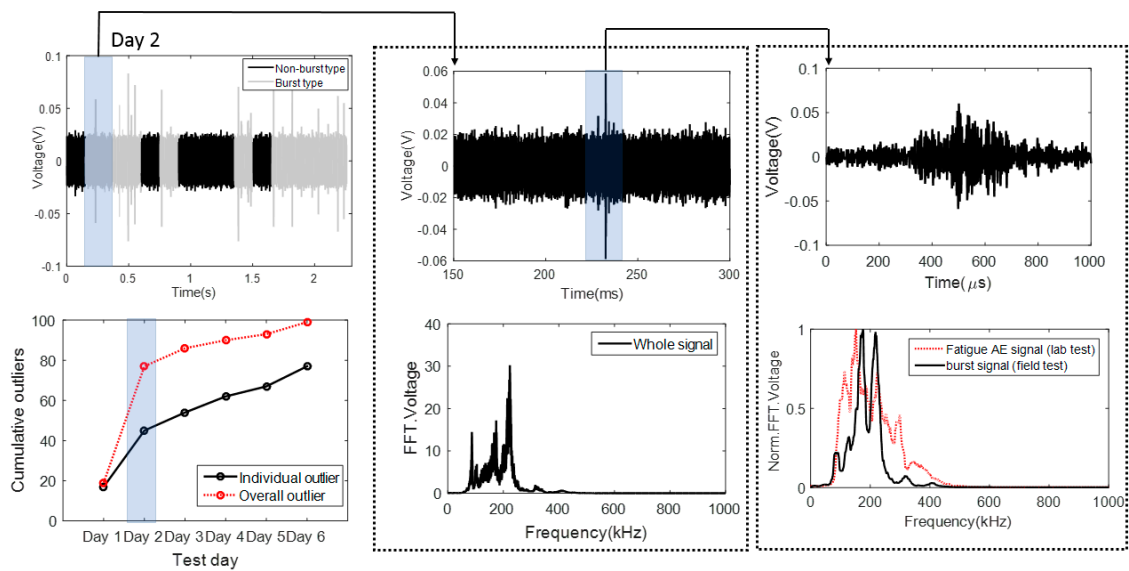 Day 2
0.1
0.05
0
-0.05
-0.1
Voltage(V)
Non-burst type
Burst type
0
0.5
1
1.5
2
Time(s)
0.06
0.04
0.02
0
-0.02
-0.04
-0.06
Voltage(V)
150
200
250
300
Time(ms)
0.1
0.05
0
-0.05
-0.1
Voltage(V)
0
200
400
600
800
1000
Time( μs)
100
80
60
40
20
0
Cumulative outliers
Individual outlier
Overall outlier
Day 1 Day 2 Day 3 Day 4 Day 5 Day 6
Test day
40
30
20
10
0
FFT.Voltage
Whole signal
0
200
400
600
800
1000
Frequency(kHz)
1
0.5
0
Norm.FFT.Voltage
Fatigue AE signal (lab test)
burst signal (field test)
0
200
400
600
800
1000
Frequency(kHz)